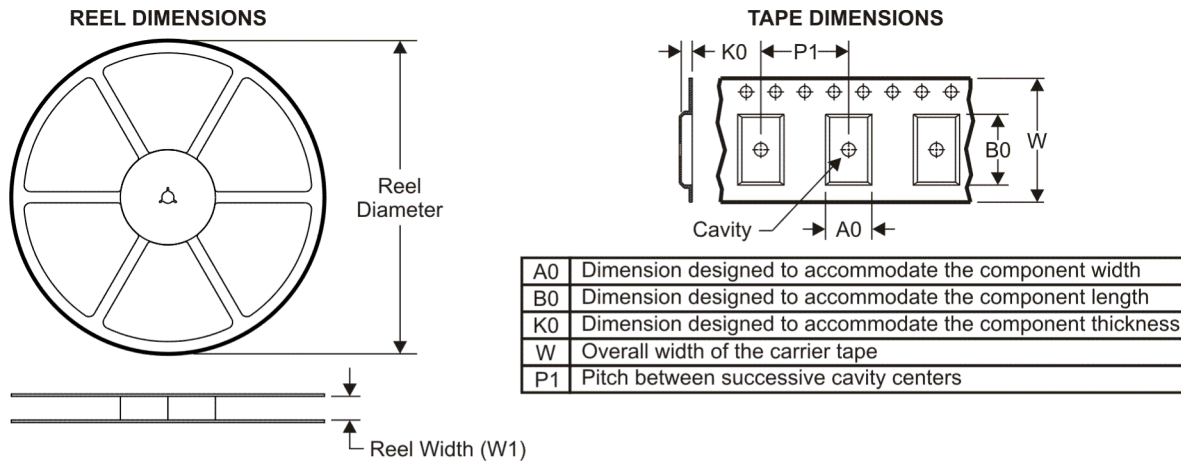 REEL DIMENSIONS
Reel
Diameter
Reel Width (W1)
TAPE DIMENSIONS
K0
P1
B0
W
Cavity
A0
A0 Dimension designed to accommodate the component width
B0 Dimension designed to accommodate the component length
K0 Dimension designed to accommodate the component thickness
W Overall width of the carrier tape
P1 Pitch between successive cavity centers